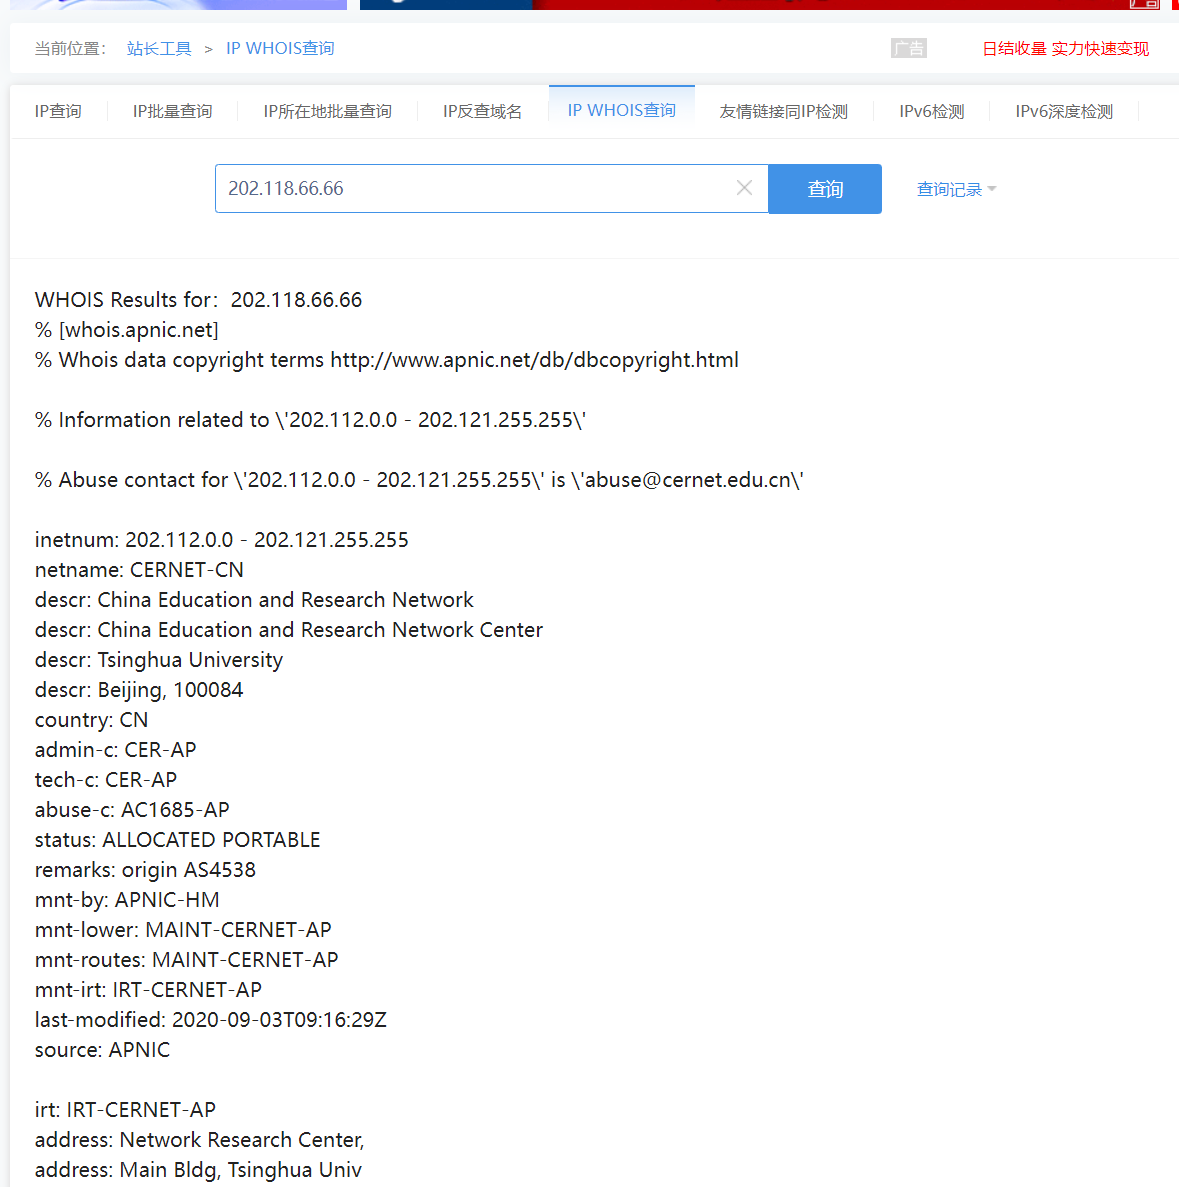 当前位置： 站长工具 > IP WHOIS查询 广告 日结收量 实力快速变现
IP查询 IP批量查询 IP所在地批量查询 IP反查域名 IP WHOIS查询 友情链接同IP检测 IPv6检测 IPv6深度检测
202.118.66.66 查询 查询记录
WHOIS Results for：202.118.66.66
% [whois.apnic.net]
% Whois data copyright terms http://www.apnic.net/db/dbcopyright.html
% Information related to \'202.112.0.0 - 202.121.255.255\'
% Abuse contact for \'202.112.0.0 - 202.121.255.255\' is \'abuse@cernet.edu.cn\'
inetnum: 202.112.0.0 - 202.121.255.255
netname: CERNET-CN
descr: China Education and Research Network
descr: China Education and Research Network Center
descr: Tsinghua University
descr: Beijing, 100084
country: CN
admin-c: CER-AP
tech-c: CER-AP
abuse-c: AC1685-AP
status: ALLOCATED PORTABLE
remarks: origin AS4538
mnt-by: APNIC-HM
mnt-lower: MAINT-CERNET-AP
mnt-routes: MAINT-CERNET-AP
mnt-irt: IRT-CERNET-AP
last-modified: 2020-09-03T09:16:29Z
source: APNIC
irt: IRT-CERNET-AP
address: Network Research Center,
address: Main Bldg, Tsinghua Univ